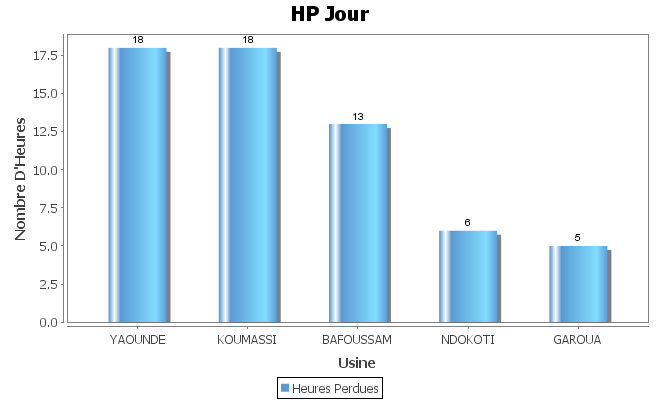 HP Jour
18
18
13
6
5
17.5
15.0
12.5
10.0
7.5
5.0
2.5
0.0
Nombre D'Heures
YAOUNDE
KOUMASSI
BAFOUSSAM
NDOKOTI
GAROUA
Usine
Heures Perdues